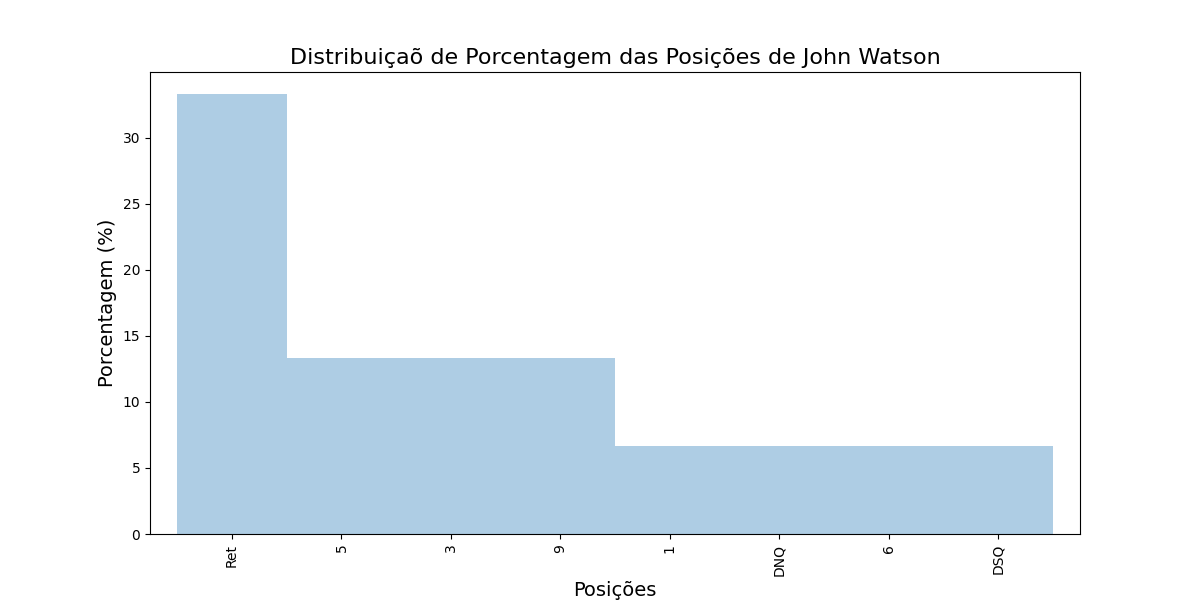 Distribuiçaõ de Porcentagem das Posições de John Watson
Porcentagem (%)
30
25
20
15
10
5
0
Ret
5
3
9
1
DNQ
6
DSQ
Posições